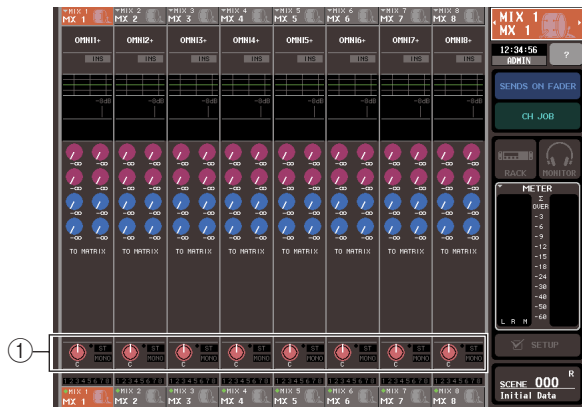 MIX 1 MIX 2 MIX 3 MIX 4 MIX 5 MIX 6 MIX 7 MIX 8
MX 1 MX 2 MX 3 MX 4 MX 5 MX 6 MX 7 MX 8
OMNI1+ OMNI2+ OMNI3+ OMNI4+ OMNI5+ OMNI6+ OMNI7+ OMNI8+
INS INS INS INS INS INS INS INS
-0dB -0dB -0dB -0dB -0dB -0dB -0dB -0dB
-∞ -∞ -∞ -∞ -∞ -∞ -∞ -∞ -∞ -∞ -∞ -∞ -∞ -∞ -∞ -∞
-∞ -∞ -∞ -∞ -∞ -∞ -∞ -∞ -∞ -∞ -∞ -∞ -∞ -∞ -∞ -∞
-∞ -∞ -∞ -∞ -∞ -∞ -∞ -∞ -∞ -∞ -∞ -∞ -∞ -∞ -∞ -∞
-∞ -∞ -∞ -∞ -∞ -∞ -∞ -∞ -∞ -∞ -∞ -∞ -∞ -∞ -∞ -∞
TO MATRIX TO MATRIX TO MATRIX TO MATRIX TO MATRIX TO MATRIX TO MATRIX TO MATRIX
1
ST ST ST ST ST ST ST ST
MONO MONO MONO MONO MONO MONO MONO MONO
C C C C C C C C
12345678 12345678 12345678 12345678 12345678 12345678 12345678 12345678
MIX 1 MIX 2 MIX 3 MIX 4 MIX 5 MIX 6 MIX 7 MIX 8
MX 1 MX 2 MX 3 MX 4 MX 5 MX 6 MX 7 MX 8
MIX 1
MX 1
12:34:56
ADMIN
?
SENDS ON FADER
CH JOB
RACK MONITOR
METER
Σ
OVER
-3
-6
-9
-12
-15
-18
-24
-30
-40
-50
-60
L R M
SETUP
R
SCENE 000
Initial Data